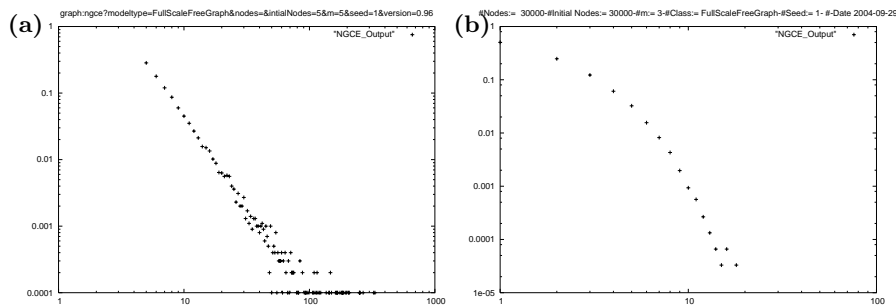 (a)
graph:ngce?modeltype=FullScaleFreeGraph&nodes=&intialNodes=5&m=5&seed=1&version=0.96
"NGCE_Output"
1
0.1
0.01
0.001
0.0001
1 10 100 1000
(b)
#Nodes:= 30000-#Initial Nodes:= 30000-#m:= 3-#Class:= FullScaleFreeGraph-#Seed:= 1- #-Date 2004-09-29
"NGCE_Output"
1
0.1
0.01
0.001
0.0001
1e-05
1 10 100